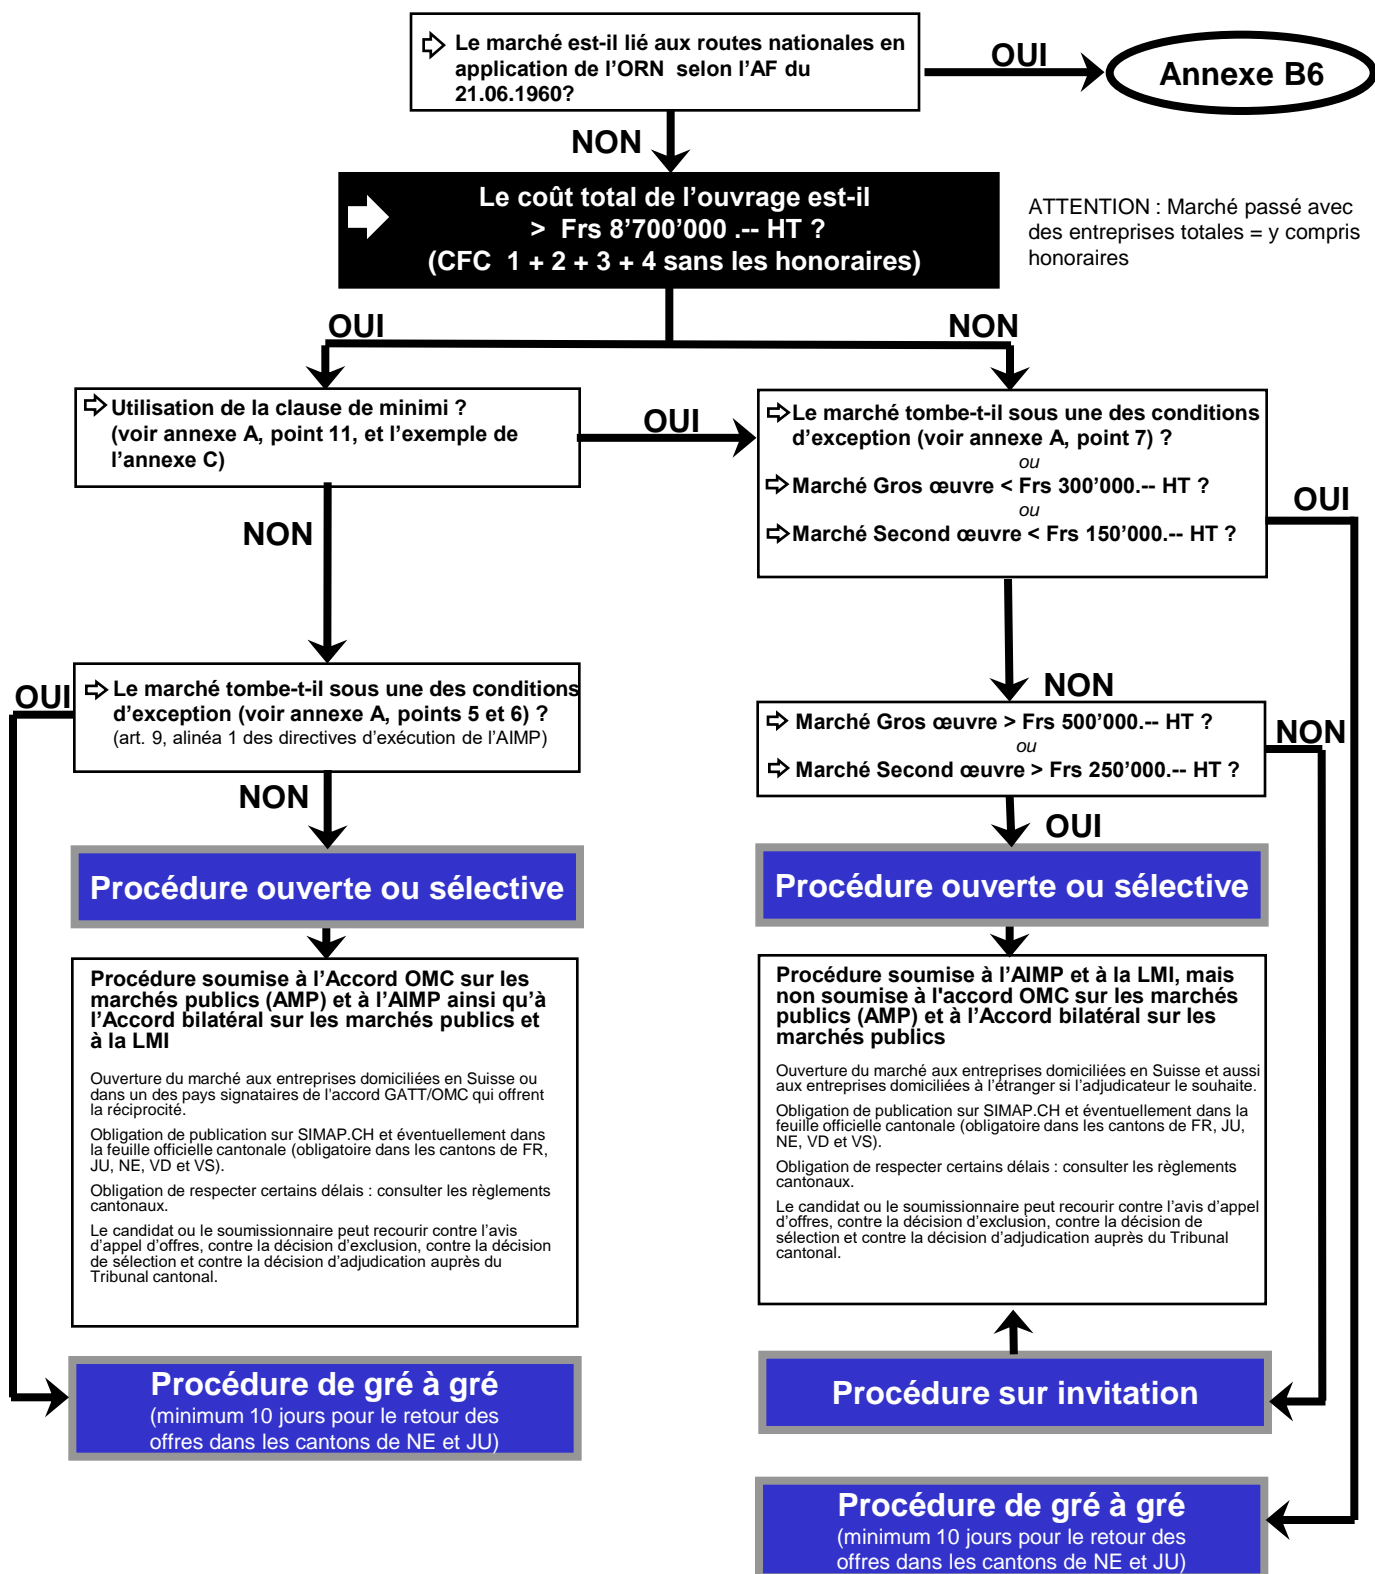 Le marché est-il lié aux routes nationales en
application de l’ORN selon l’AF du
21.06.1960?
OUI
Annexe B6
NON
Le coût total de l’ouvrage est-il
> Frs 8’700’000 .-- HT ?
(CFC 1 + 2 + 3 + 4 sans les honoraires)
ATTENTION : Marché passé avec
des entreprises totales = y compris
honoraires
OUI
NON
Utilisation de la clause de minimi ?
(voir annexe A, point 11, et l’exemple de
l’annexe C)
OUI
Le marché tombe-t-il sous une des conditions
d’exception (voir annexe A, point 7) ?
ou
Marché Gros œuvre < Frs 300’000.-- HT ?
ou
Marché Second œuvre < Frs 150’000.-- HT ?
OUI
NON
NON
OUI
Le marché tombe-t-il sous une des conditions
d’exception (voir annexe A, points 5 et 6) ?
(art. 9, alinéa 1 des directives d’exécution de l’AIMP)
Marché Gros œuvre > Frs 500’000.-- HT ?
ou
Marché Second œuvre > Frs 250’000.-- HT ?
NON
NON
OUI
Procédure ouverte ou sélective
Procédure ouverte ou sélective
Procédure soumise à l’Accord OMC sur les
marchés publics (AMP) et à l’AIMP ainsi qu’à
l’Accord bilatéral sur les marchés publics et
à la LMI
Ouverture du marché aux entreprises domiciliées en Suisse ou
dans un des pays signataires de l'accord GATT/OMC qui offrent
la réciprocité.
Obligation de publication sur SIMAP.CH et éventuellement dans
la feuille officielle cantonale (obligatoire dans les cantons de FR,
JU, NE, VD et VS).
Obligation de respecter certains délais : consulter les règlements
cantonaux.
Le candidat ou le soumissionnaire peut recourir contre l’avis
d’appel d’offres, contre la décision d’exclusion, contre la décision
de sélection et contre la décision d’adjudication auprès du
Tribunal cantonal.
Procédure soumise à l’AIMP et à la LMI, mais
non soumise à l'accord OMC sur les marchés
publics (AMP) et à l’Accord bilatéral sur les
marchés publics
Ouverture du marché aux entreprises domiciliées en Suisse et aussi
aux entreprises domiciliées à l’étranger si l’adjudicateur le souhaite.
Obligation de publication sur SIMAP.CH et éventuellement dans la
feuille officielle cantonale (obligatoire dans les cantons de FR, JU,
NE, VD et VS).
Obligation de respecter certains délais : consulter les règlements
cantonaux.
Le candidat ou le soumissionnaire peut recourir contre l’avis d’appel
d’offres, contre la décision d’exclusion, contre la décision de
sélection et contre la décision d’adjudication auprès du Tribunal
cantonal.
Procédure de gré à gré
(minimum 10 jours pour le retour des
offres dans les cantons de NE et JU)
Procédure sur invitation
Procédure de gré à gré
(minimum 10 jours pour le retour des
offres dans les cantons de NE et JU)